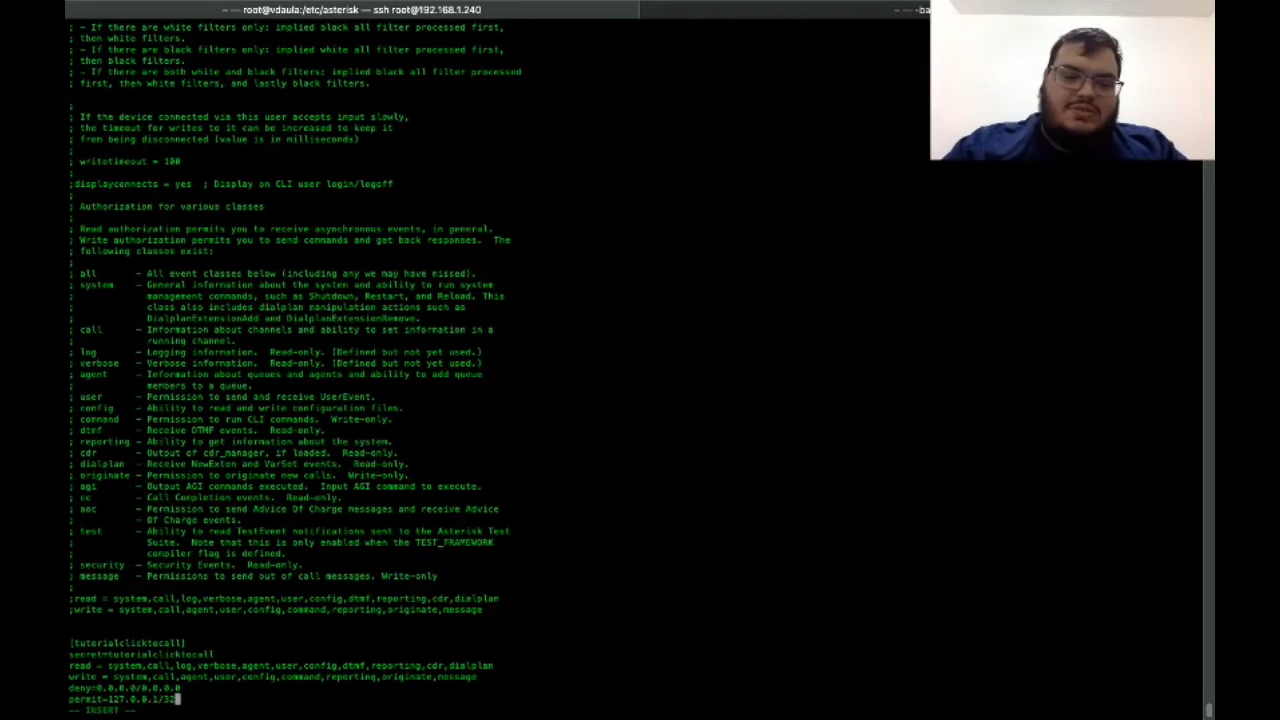 ~ — root@vdaula:/etc/asterisk — ssh root@192.168.1.240
~ — -ba
; - If there are white filters only: implied black all filter processed first,
; then white filters.
; - If there are black filters only: implied white all filter processed first,
; then black filters.
; - If there are both white and black filters: implied black all filter processed
; first, then white filters, and lastly black filters.
;
; If the device connected via this user accepts input slowly,
; the timeout for writes to it can be increased to keep it
; from being disconnected (value is in milliseconds)
;
; writetimeout = 100
;
;displayconnects = yes  ; Display on CLI user login/logoff
;
; Authorization for various classes
;
; Read authorization permits you to receive asynchronous events, in general.
; Write authorization permits you to send commands and get back responses.  The
; following classes exist:
;
; all       - All event classes below (including any we may have missed).
; system    - General information about the system and ability to run system
;             management commands, such as Shutdown, Restart, and Reload. This
;             class also includes dialplan manipulation actions such as
;             DialplanExtensionAdd and DialplanExtensionRemove.
; call      - Information about channels and ability to set information in a
;             running channel.
; log       - Logging information.  Read-only. (Defined but not yet used.)
; verbose   - Verbose information.  Read-only. (Defined but not yet used.)
; agent     - Information about queues and agents and ability to add queue
;             members to a queue.
; user      - Permission to send and receive UserEvent.
; config    - Ability to read and write configuration files.
; command   - Permission to run CLI commands.  Write-only.
; dtmf      - Receive DTMF events.  Read-only.
; reporting - Ability to get information about the system.
; cdr       - Output of cdr_manager, if loaded.  Read-only.
; dialplan  - Receive NewExten and VarSet events.  Read-only.
; originate - Permission to originate new calls.  Write-only.
; agi       - Output AGI commands executed.  Input AGI command to execute.
; cc        - Call Completion events.  Read-only.
; aoc       - Permission to send Advice Of Charge messages and receive Advice
;           - Of Charge events.
; test      - Ability to read TestEvent notifications sent to the Asterisk Test
;             Suite.  Note that this is only enabled when the TEST_FRAMEWORK
;             compiler flag is defined.
; security  - Security Events.  Read-only.
; message   - Permissions to send out of call messages. Write-only
;
;read = system,call,log,verbose,agent,user,config,dtmf,reporting,cdr,dialplan
;write = system,call,agent,user,config,command,reporting,originate,message
[tutorialclicktocall]
secret=tutorialclicktocall
read = system,call,log,verbose,agent,user,config,dtmf,reporting,cdr,dialplan
write = system,call,agent,user,config,command,reporting,originate,message
deny=0.0.0.0/0.0.0.0
permit=127.0.0.1/32
-- INSERT --